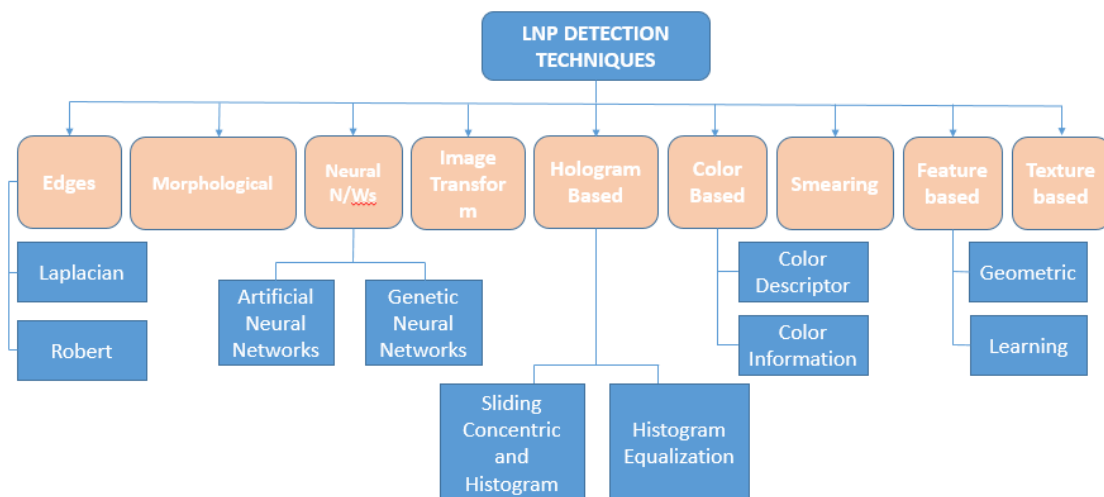 LNP DETECTION
TECHNIQUES
Edges
Morphological
Neural
N/Ws
Image
Transfor
m
Hologram
Based
Color
Based
Smearing
Feature
based
Texture
based
Laplacian
Robert
Artificial
Neural
Networks
Genetic
Neural
Networks
Color
Descriptor
Color
Information
Geometric
Learning
Sliding
Concentric
and
Histogram
Histogram
Equalization